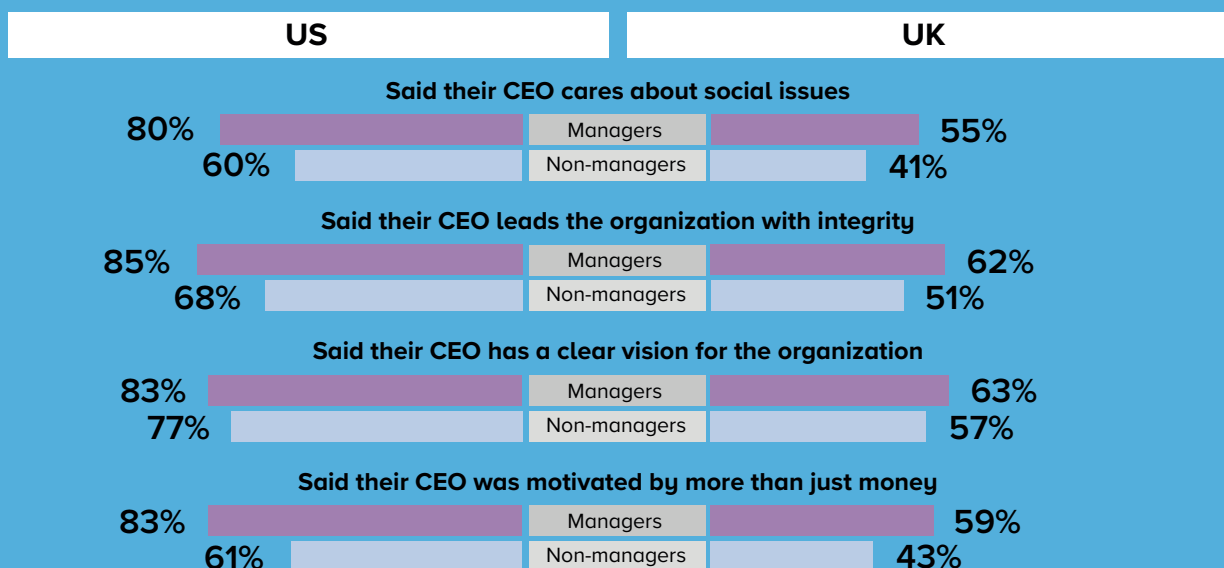 US UK
Said their CEO cares about social issues
80% Managers 55%
60% Non-managers 41%
Said their CEO leads the organization with integrity
85% Managers 62%
68% Non-managers 51%
Said their CEO has a clear vision for the organization
83% Managers 63%
77% Non-managers 57%
Said their CEO was motivated by more than just money
83% Managers 59%
61% Non-managers 43%